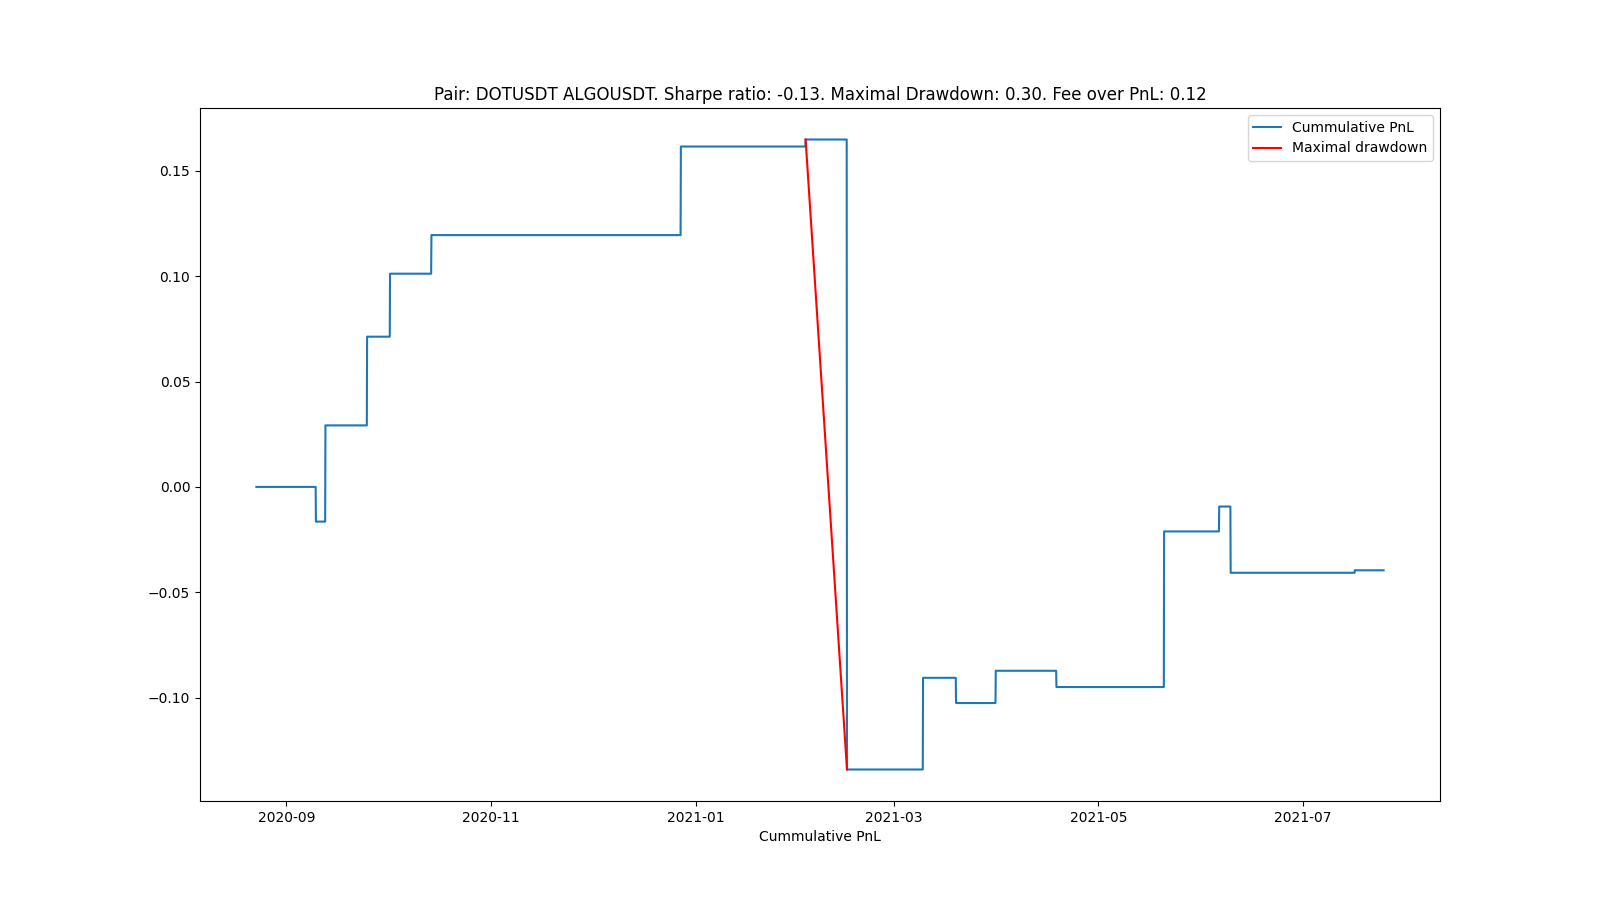 Pair: DOTUSDT ALGOUSDT. Sharpe ratio: -0.13. Maximal Drawdown: 0.30. Fee over PnL: 0.12
Cummulative PnL
Maximal drawdown
0.15
0.10
0.05
0.00
−0.05
−0.10
2020-09 2020-11 2021-01 2021-03 2021-05 2021-07
Cummulative PnL